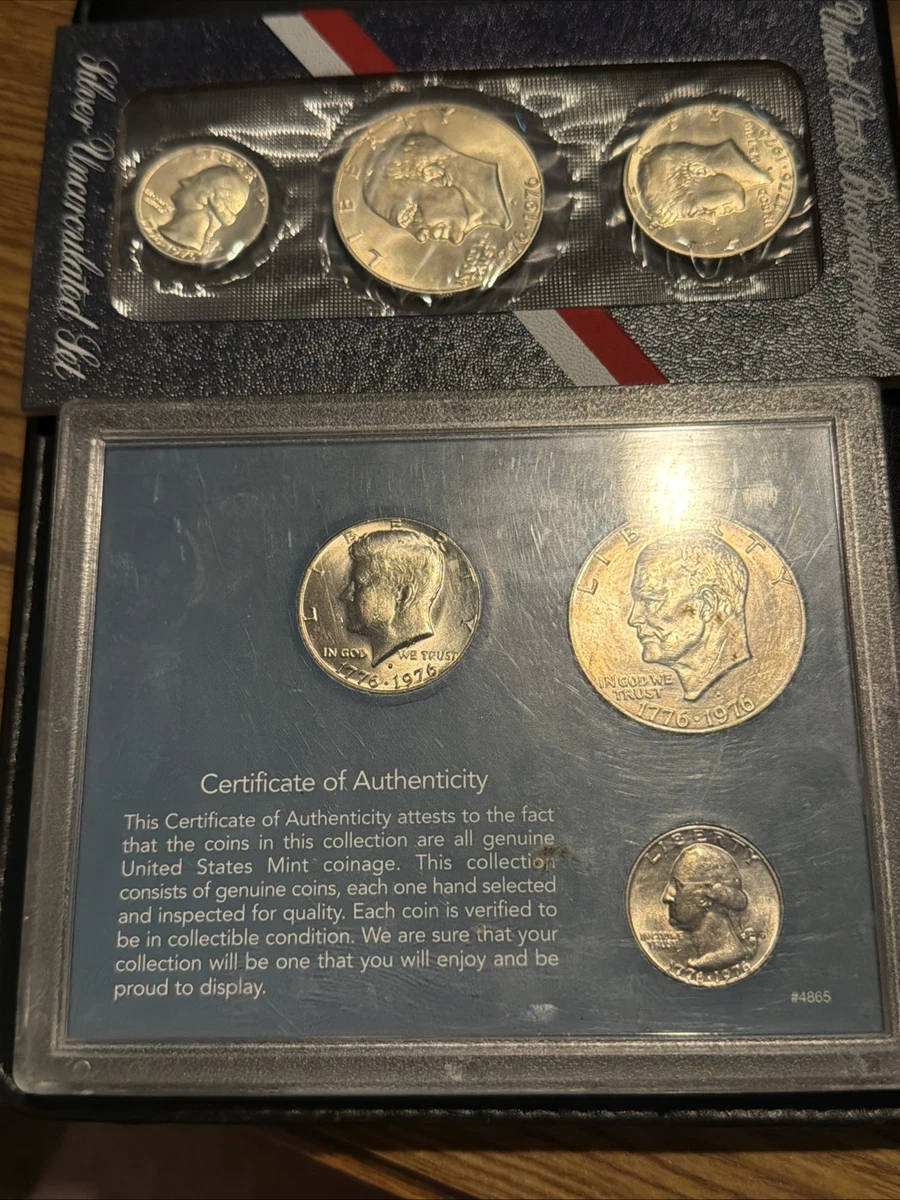 Silver Uncirculated Set
United States Bicentennial
LIBERTY
LIBERTY
1776·1976
1776·1976
LIBERTY
IN GOD WE TRUST
1776·1976
LIBERTY
IN GOD WE
TRUST
1776·1976
Certificate of Authenticity
This Certificate of Authenticity attests to the fact
that the coins in this collection are all genuine
United States Mint coinage. This collection
consists of genuine coins, each one hand selected
and inspected for quality. Each coin is verified to
be in collectible condition. We are sure that your
collection will be one that you will enjoy and be
proud to display.
LIBERTY
1776·1976
#4865